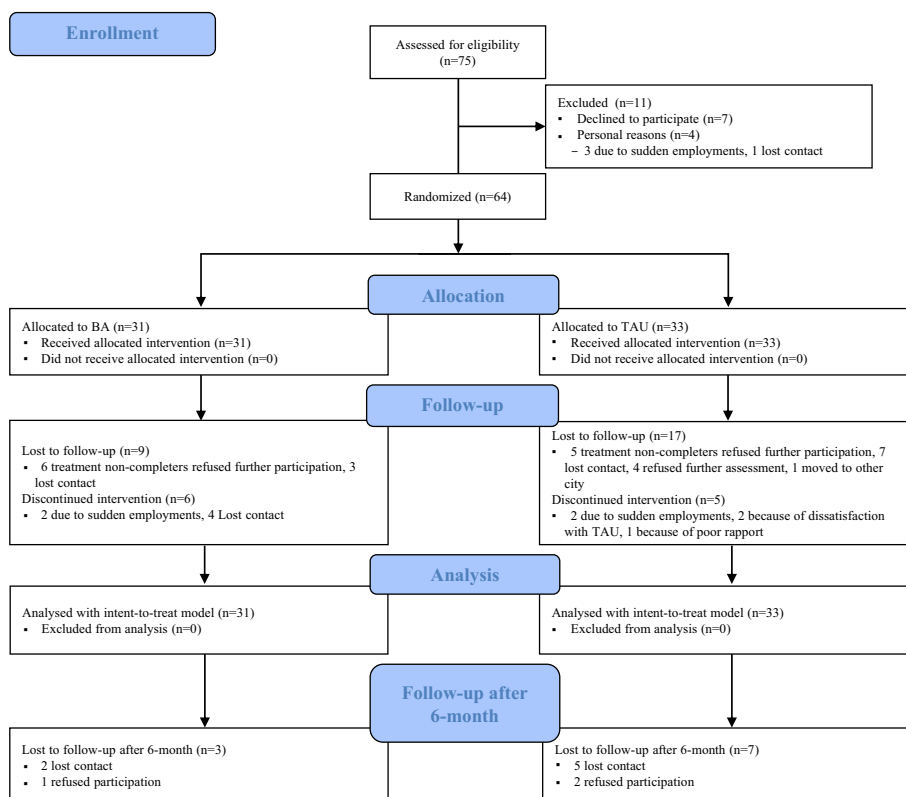 Enrollment
Assessed for eligibility
(n=75)
Excluded (n=11)
▪ Declined to participate (n=7)
▪ Personal reasons (n=4)
– 3 due to sudden employments, 1 lost contact
Randomized (n=64)
Allocation
Allocated to BA (n=31)
▪ Received allocated intervention (n=31)
▪ Did not receive allocated intervention (n=0)
Allocated to TAU (n=33)
▪ Received allocated intervention (n=33)
▪ Did not receive allocated intervention (n=0)
Follow-up
Lost to follow-up (n=9)
▪ 6 treatment non-completers refused further participation, 3
lost contact
Discontinued intervention (n=6)
▪ 2 due to sudden employments, 4 Lost contact
Lost to follow-up (n=17)
▪ 5 treatment non-completers refused further participation, 7
lost contact, 4 refused further assessment, 1 moved to other
city
Discontinued intervention (n=5)
▪ 2 due to sudden employments, 2 because of dissatisfaction
with TAU, 1 because of poor rapport
Analysis
Analysed with intent-to-treat model (n=31)
▪ Excluded from analysis (n=0)
Analysed with intent-to-treat model (n=33)
▪ Excluded from analysis (n=0)
Follow-up after
6-month
Lost to follow-up after 6-month (n=3)
▪ 2 lost contact
▪ 1 refused participation
Lost to follow-up after 6-month (n=7)
▪ 5 lost contact
▪ 2 refused participation